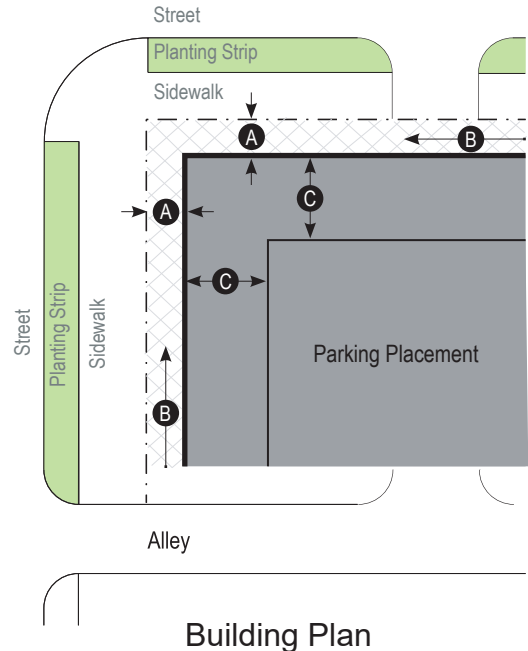 Street
Planting Strip
Sidewalk
A
B
C
A
C
Street
Planting Strip
Sidewalk
Parking Placement
B
Alley
Building Plan